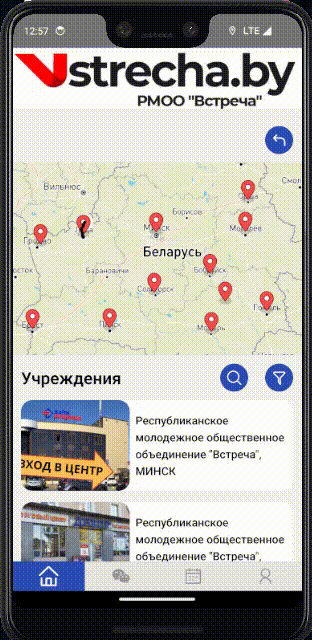 12:57
LTE
Vstrecha.by
РМОО "Встреча"
Вильнюс
Борисов
Минск
Могилёв
Гродно
Беларусь
Барановичи
Бобруйск
Солигорск
Гомель
Брест
Пинск
Мозырь
Учреждения
ВХОД В ЦЕНТР
Республиканское
молодежное общественное
объединение "Встреча",
МИНСК
Республиканское
молодежное общественное
объединение "Встреча",